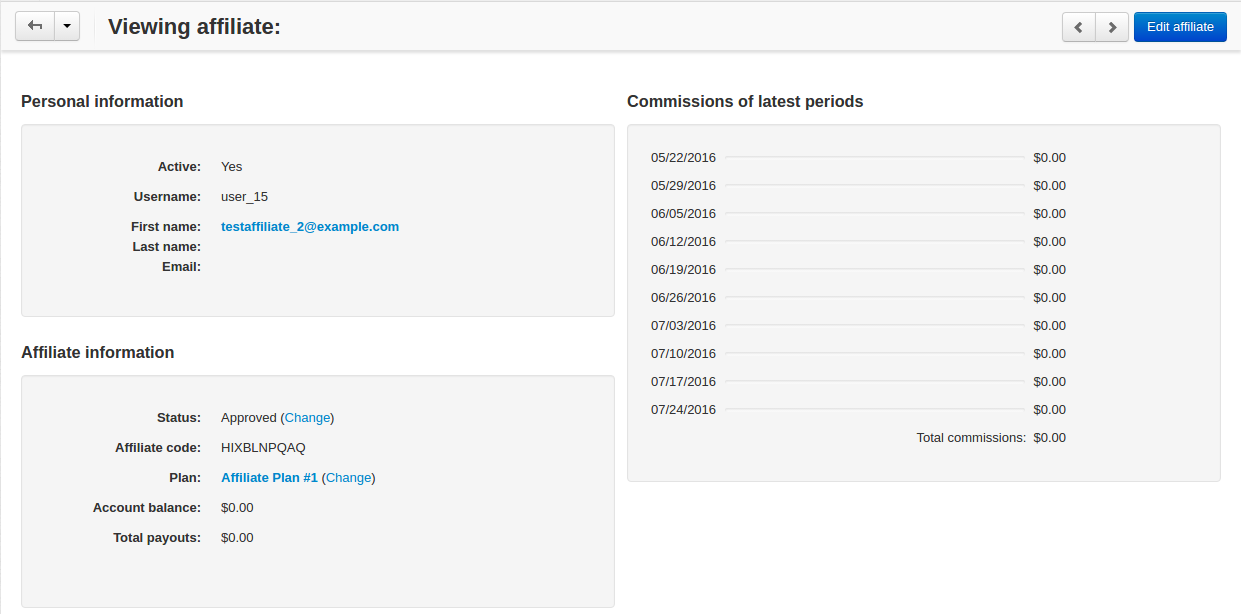 Viewing affiliate:
Edit affiliate
Personal information
Active: Yes
Username: user_15
First name: testaffiliate_2@example.com
Last name:
Email:
Affiliate information
Status: Approved (Change)
Affiliate code: HIXBLNPQAQ
Plan: Affiliate Plan #1 (Change)
Account balance: $0.00
Total payouts: $0.00
Commissions of latest periods
05/22/2016 $0.00
05/29/2016 $0.00
06/05/2016 $0.00
06/12/2016 $0.00
06/19/2016 $0.00
06/26/2016 $0.00
07/03/2016 $0.00
07/10/2016 $0.00
07/17/2016 $0.00
07/24/2016 $0.00
Total commissions: $0.00